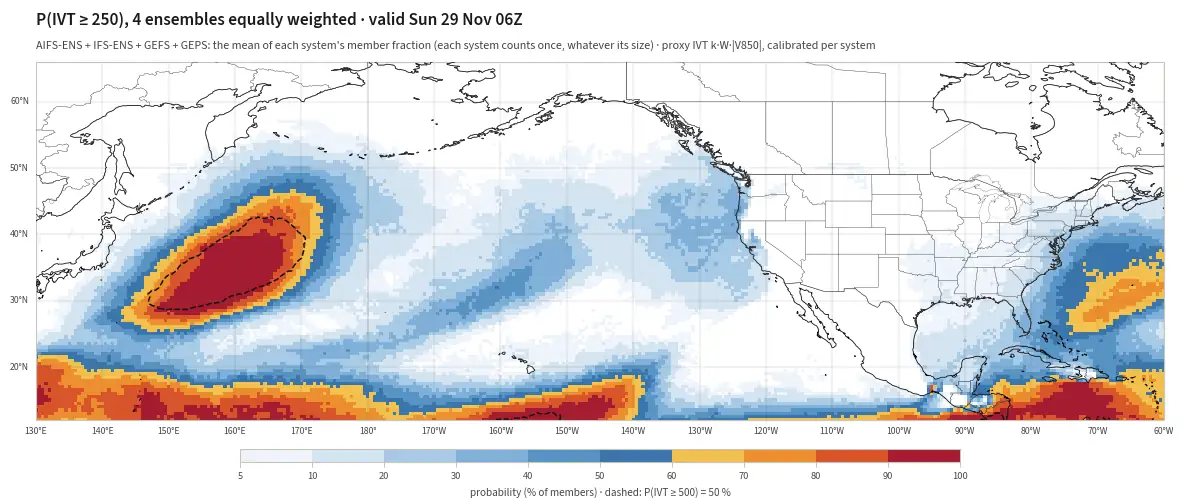 P(IVT ≥ 250), 4 ensembles equally weighted · valid Sun 29 Nov 06Z
AIFS-ENS + IFS-ENS + GEFS + GEPS: the mean of each system's member fraction (each system counts once, whatever its size) · proxy IVT k·W·|V850|, calibrated per system
60°N
50°N
40°N
30°N
20°N
130°E 140°E 150°E 160°E 170°E 180° 170°W 160°W 150°W 140°W 130°W 120°W 110°W 100°W 90°W 80°W 70°W 60°W
5 10 20 30 40 50 60 70 80 90 100
probability (% of members) · dashed: P(IVT ≥ 500) = 50 %